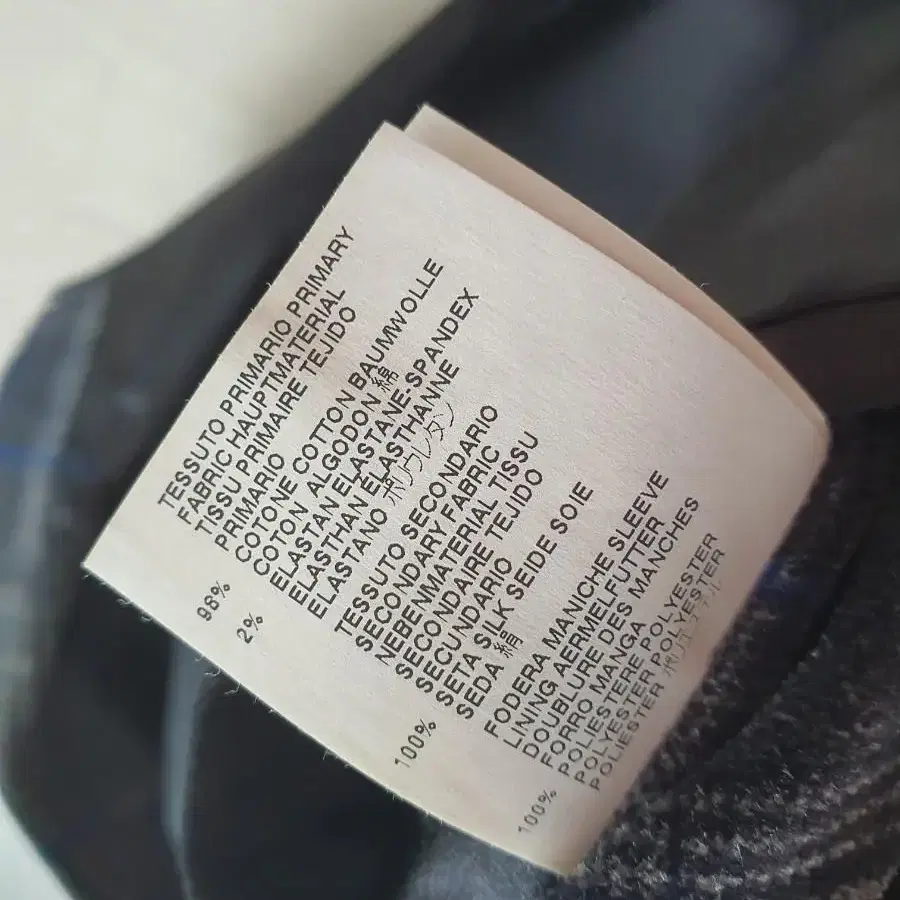 TESSUTO PRIMARIO PRIMARY
FABRIC HAUPTMATERIAL
TISSU PRIMAIRE TEJIDO
PRIMARIO
98% COTONE COTTON BAUMWOLLE
COTON ALGODON 綿
2% ELASTAN ELASTANE-SPANDEX
ELASTHAN ELASTHANNE
ELASTANO ポリウレタン
TESSUTO SECONDARIO
SECONDARY FABRIC
NEBENMATERIAL TISSU
SECONDAIRE TEJIDO
SECUNDARIO
100% SETA SILK SEIDE SOIE
SEDA 絹
FODERA MANICHE SLEEVE
LINING AERMELFUTTER
DOUBLURE DES MANCHES
FORRO MANGA
100% POLIESTERE POLYESTER
POLYESTER POLYESTER
POLIESTER ポリエステル